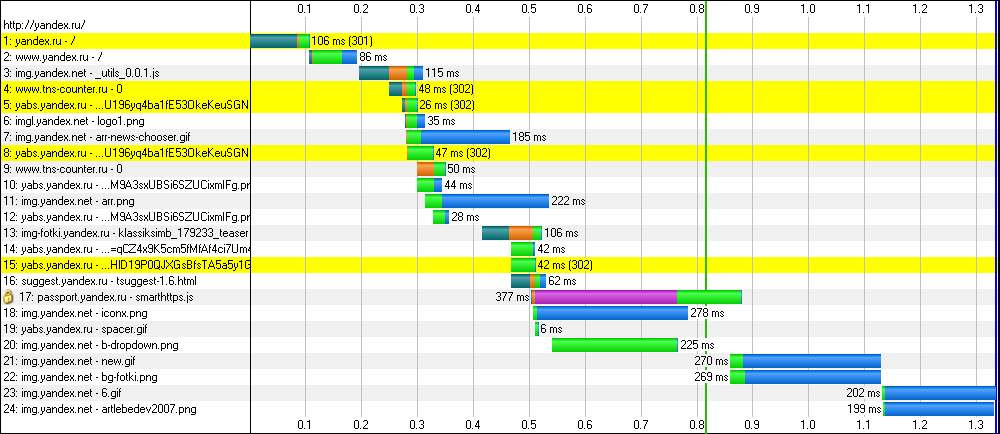 0.1 0.2 0.3 0.4 0.5 0.6 0.7 0.8 0.9 1.0 1.1 1.2 1.3
http://yandex.ru/
1: yandex.ru - / 106 ms (301)
2: www.yandex.ru - / 86 ms
3: img.yandex.net - _utils_0.0.1.js 115 ms
4: www.tns-counter.ru - 0 48 ms (302)
5: yabs.yandex.ru - ...U196yq4ba1fE53OkeKeuSGN 26 ms (302)
6: imgl.yandex.net - logo1.png 35 ms
7: img.yandex.net - arr-news-chooser.gif 185 ms
8: yabs.yandex.ru - ...U196yq4ba1fE53OkeKeuSGN 47 ms (302)
9: www.tns-counter.ru - 0 50 ms
10: yabs.yandex.ru - ...M9A3sxUBSi6SZUCixmlFg.pr 44 ms
11: img.yandex.net - arr.png 222 ms
12: yabs.yandex.ru - ...M9A3sxUBSi6SZUCixmlFg.pr 28 ms
13: img-fotki.yandex.ru - klassiksimb_179233_teaser 106 ms
14: yabs.yandex.ru - ...=qCZ4x9K5cm5fMfAf4ci7Um4 42 ms
15: yabs.yandex.ru - ...HID19P0QJXGsBfsTA5a5y1G 42 ms (302)
16: suggest.yandex.ru - tsuggest-1.6.html 62 ms
17: passport.yandex.ru - smarthttps.js 377 ms
18: img.yandex.net - iconx.png 278 ms
19: yabs.yandex.ru - spacer.gif 6 ms
20: img.yandex.net - b-dropdown.png 225 ms
21: img.yandex.net - new.gif 270 ms
22: img.yandex.net - bg-fotki.png 269 ms
23: img.yandex.net - 6.gif 202 ms
24: img.yandex.net - artlebedev2007.png 199 ms
0.1 0.2 0.3 0.4 0.5 0.6 0.7 0.8 0.9 1.0 1.1 1.2 1.3